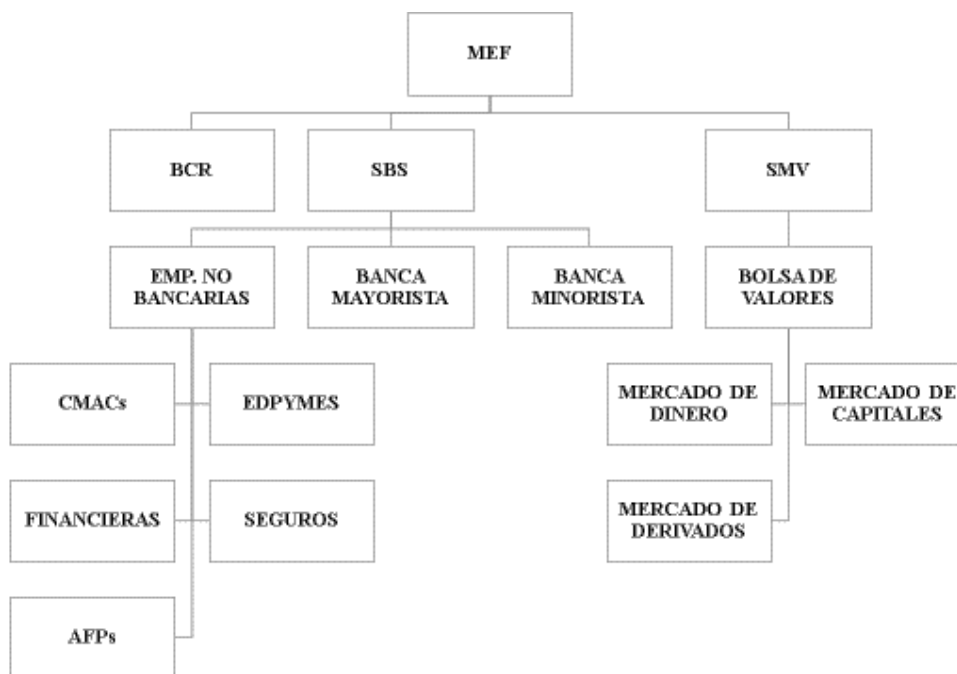 MEF
BCR
SBS
SMV
EMP. NO
BANCARIAS
BANCA
MAYORISTA
BANCA
MINORISTA
BOLSA DE
VALORES
CMACs
EDPYMES
MERCADO DE
DINERO
MERCADO DE
CAPITALES
FINANCIERAS
SEGUROS
MERCADO DE
DERIVADOS
AFPs